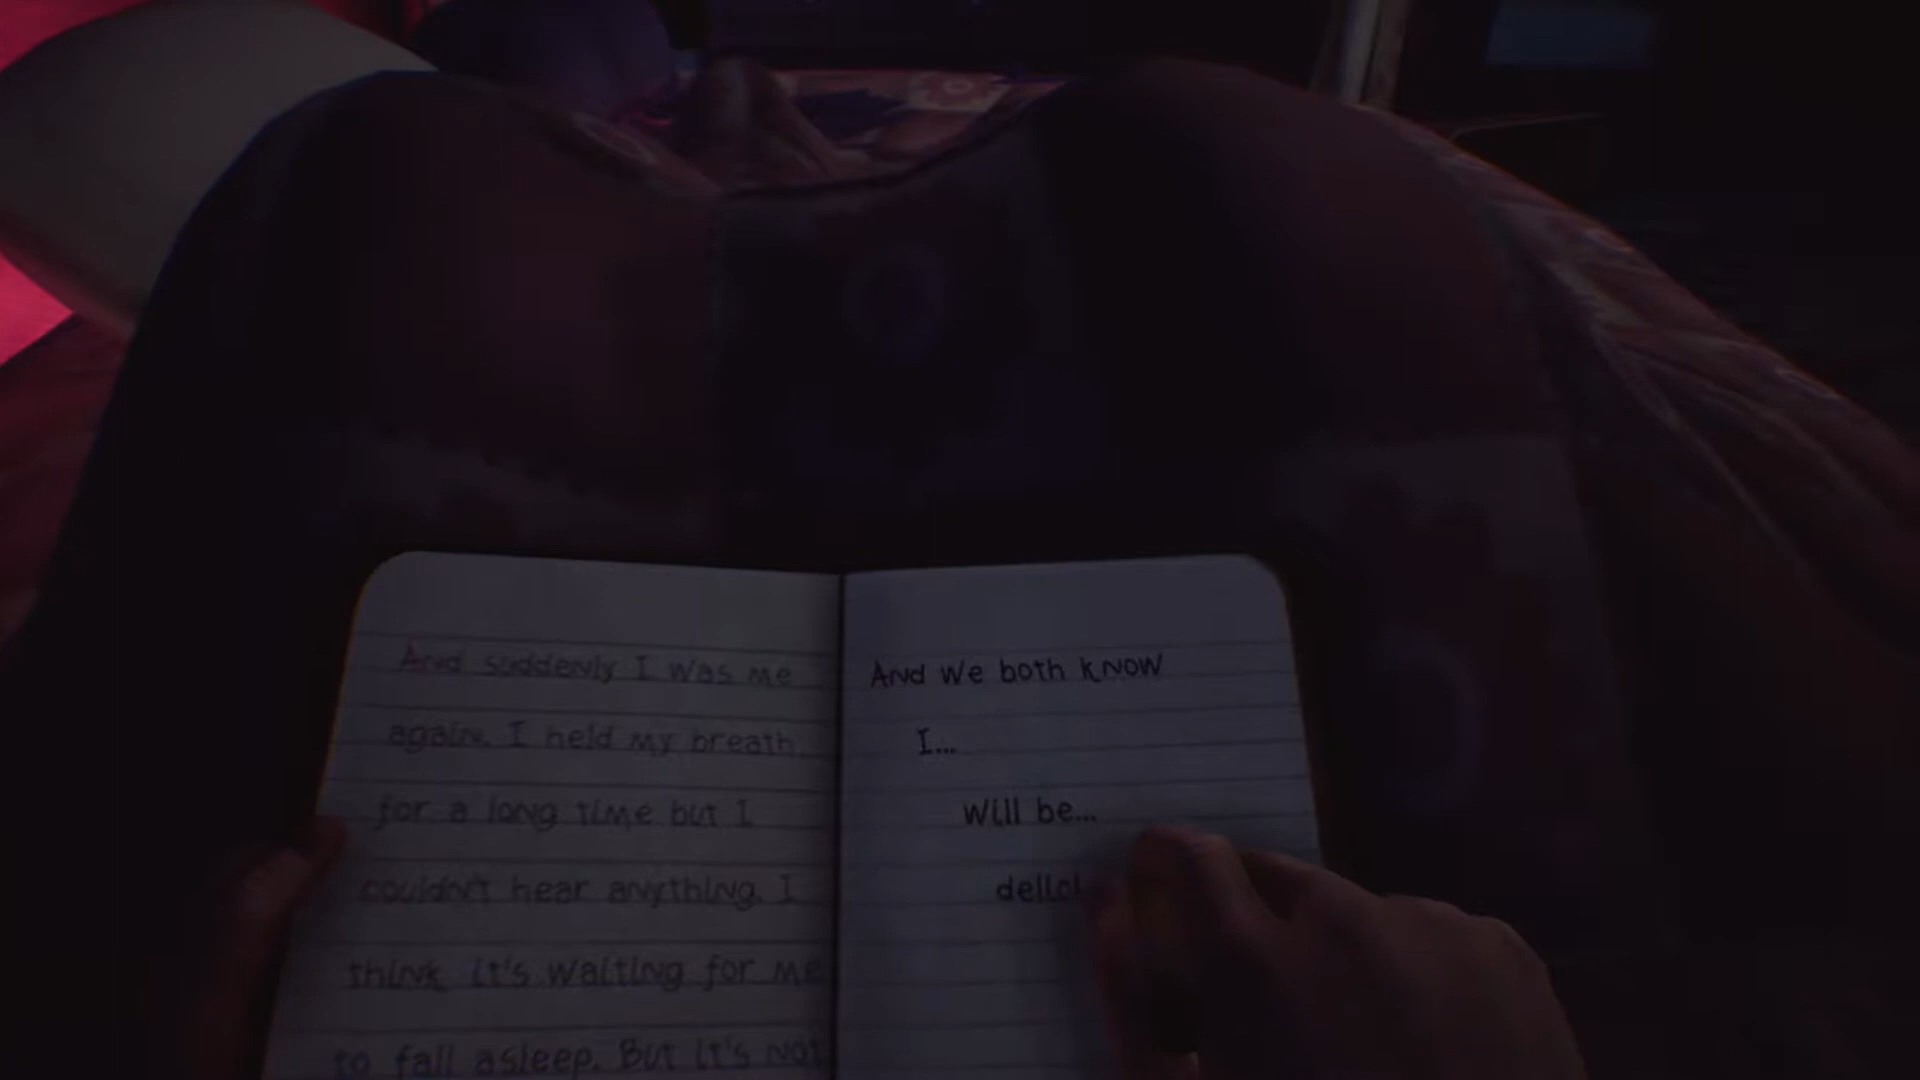 And suddenly I was me
again. I held my breath
for a long time but I
couldn't hear anything. I
think it's waiting for me
to fall asleep. But it's not
And we both know
I...
will be...